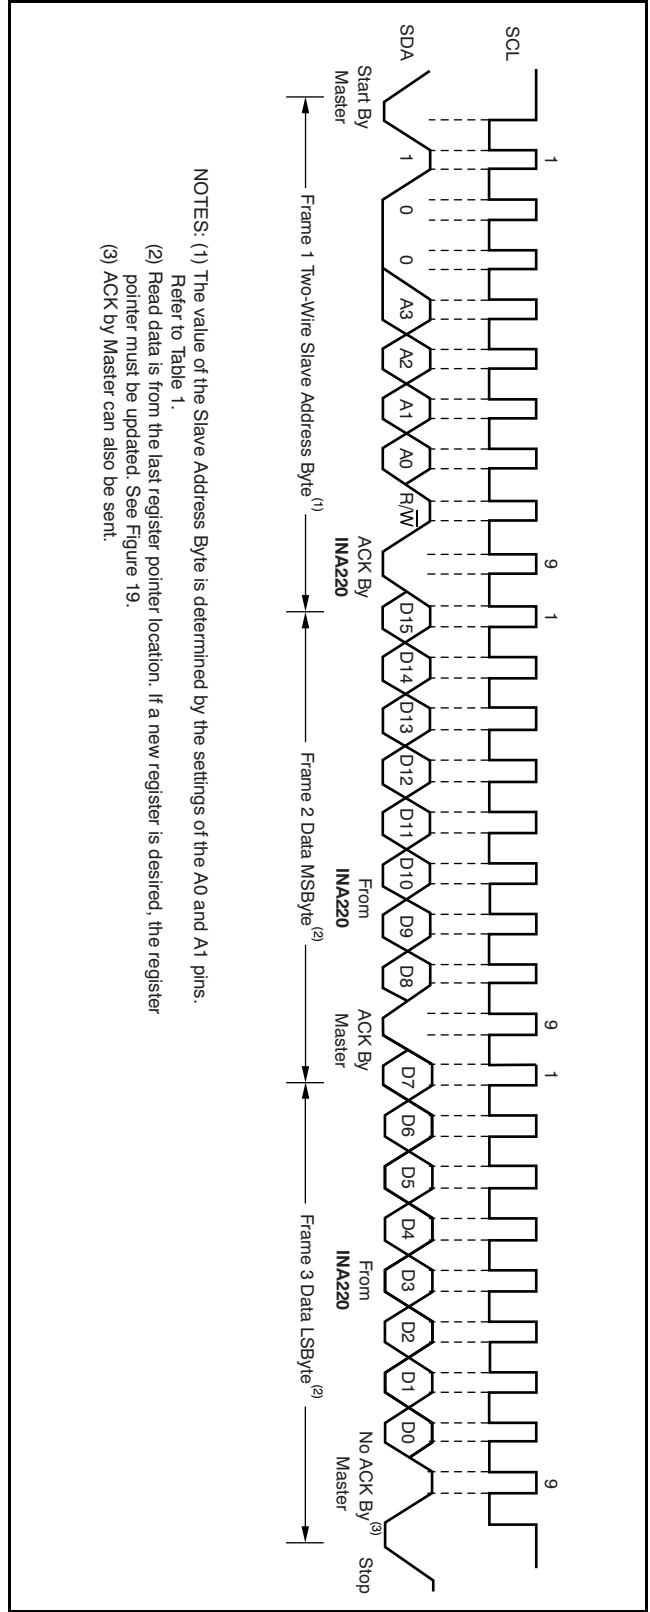 1 9 1 9 1 9
SCL
SDA
1 0 0 A3 A2 A1 A0 R/W D15 D14 D13 D12 D11 D10 D9 D8 D7 D6 D5 D4 D3 D2 D1 D0
Start By
Master
ACK By
INA220
From
INA220
ACK By
Master
From
INA220
No ACK By(3)
Master
Stop
Frame 1 Two-Wire Slave Address Byte(1)
Frame 2 Data MSByte(2)
Frame 3 Data LSByte(2)
NOTES: (1) The value of the Slave Address Byte is determined by the settings of the A0 and A1 pins.
Refer to Table 1.
(2) Read data is from the last register pointer location. If a new register is desired, the register
pointer must be updated. See Figure 19.
(3) ACK by Master can also be sent.